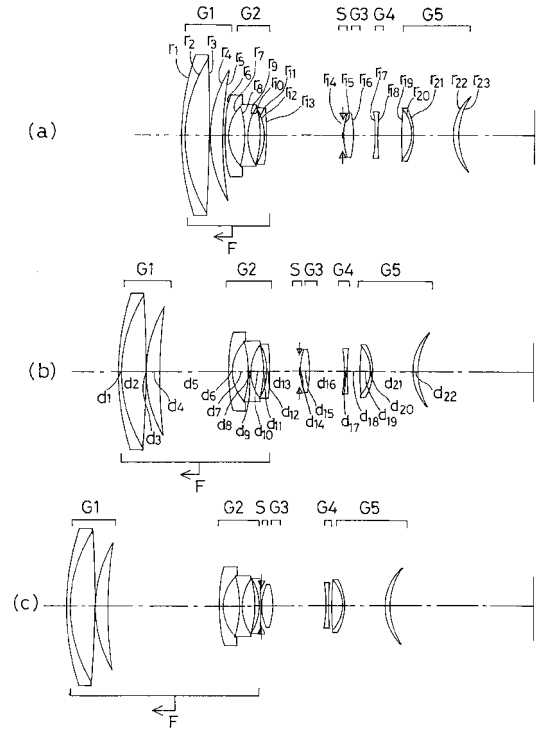 G1 G2 S G3 G4 G5
r1 r2 r3 r4 r5 r6 r7 r8 r9 r10 r11 r12 r13 r14 r15 r16 r17 r18 r19 r20 r21 r22 r23
(a)
F
G1 G2 S G3 G4 G5
(b)
d1 d2 d3 d4 d5 d6 d7 d8 d9 d10 d11 d12 d13 d14 d15 d16 d17 d18 d19 d20 d21 d22
F
G1 G2 S G3 G4 G5
(c)
F